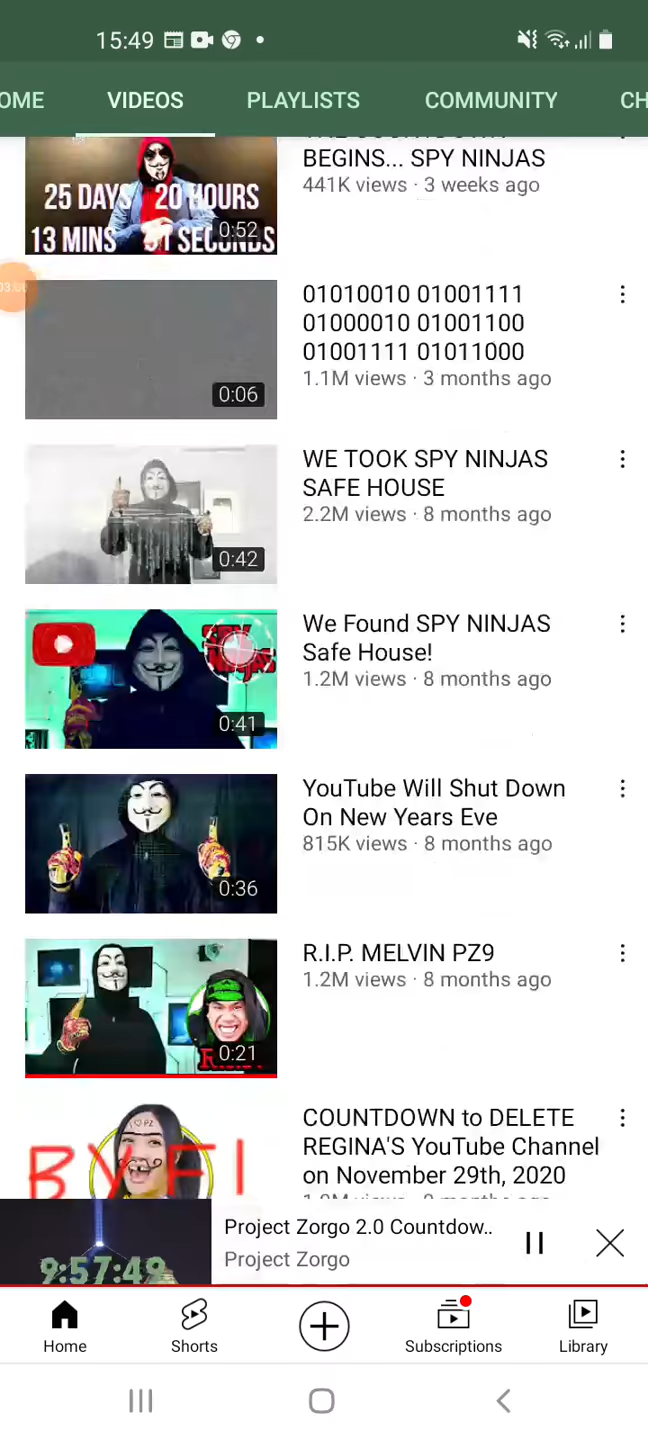 15:49
OME VIDEOS PLAYLISTS COMMUNITY CH
BEGINS... SPY NINJAS
441K views · 3 weeks ago
25 DAYS 20 HOURS
13 MINS 51 SECONDS
0:52
03:08
01010010 01001111
01000010 01001100
01001111 01011000
1.1M views · 3 months ago
0:06
WE TOOK SPY NINJAS
SAFE HOUSE
2.2M views · 8 months ago
0:42
We Found SPY NINJAS
Safe House!
1.2M views · 8 months ago
0:41
YouTube Will Shut Down
On New Years Eve
815K views · 8 months ago
0:36
R.I.P. MELVIN PZ9
1.2M views · 8 months ago
0:21
COUNTDOWN to DELETE
REGINA'S YouTube Channel
on November 29th, 2020
PZ
Project Zorgo 2.0 Countdow..
Project Zorgo
9:57:49
Home Shorts Subscriptions Library